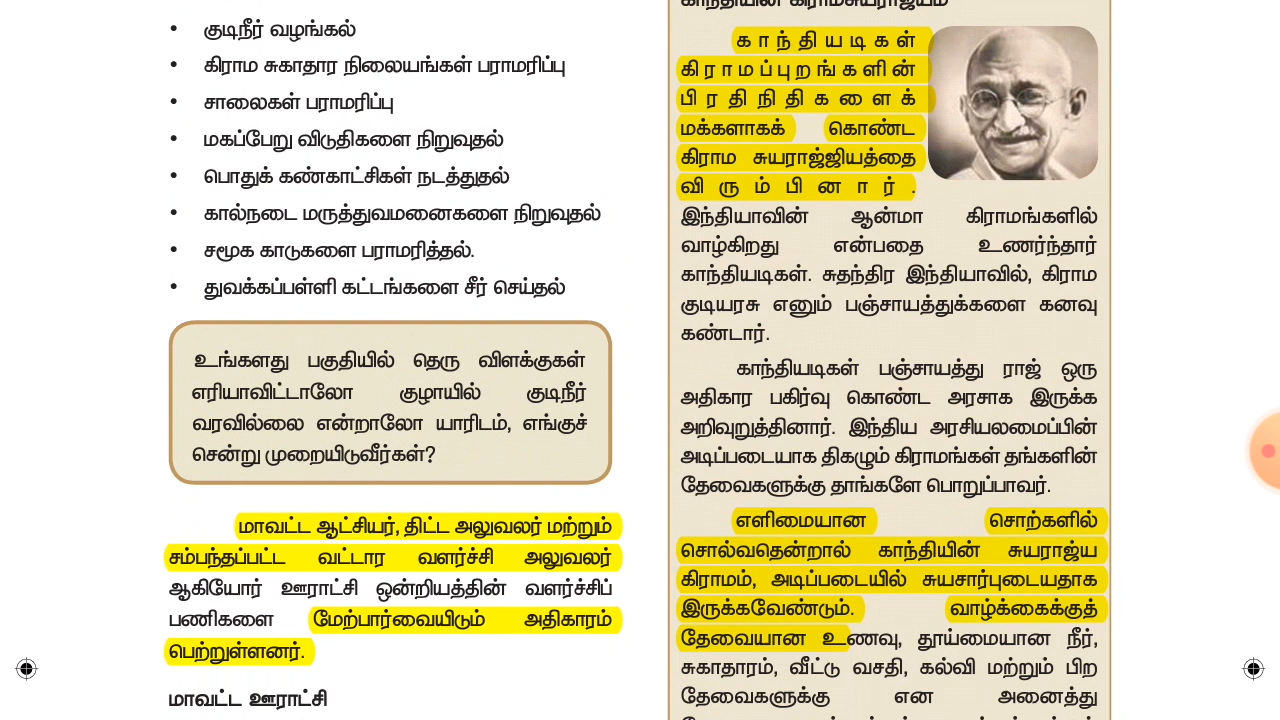 குடிநீர் வழங்கல்
கிராம சுகாதார நிலையங்கள் பராமரிப்பு
சாலைகள் பராமரிப்பு
மகப்பேறு விடுதிகளை நிறுவுதல்
பொதுக் கண்காட்சிகள் நடத்துதல்
கால்நடை மருத்துவமனைகளை நிறுவுதல்
சமூக காடுகளை பராமரித்தல்.
துவக்கப்பள்ளி கட்டங்களை சீர் செய்தல்
உங்களது பகுதியில் தெரு விளக்குகள்
எரியாவிட்டாலோ குழாயில் குடிநீர்
வரவில்லை என்றாலோ யாரிடம், எங்குச்
சென்று முறையிடுவீர்கள்?
மாவட்ட ஆட்சியர், திட்ட அலுவலர் மற்றும்
சம்பந்தப்பட்ட வட்டார வளர்ச்சி அலுவலர்
ஆகியோர் ஊராட்சி ஒன்றியத்தின் வளர்ச்சிப்
பணிகளை மேற்பார்வையிடும் அதிகாரம்
பெற்றுள்ளனர்.
மாவட்ட ஊராட்சி
காந்தியின் கிராமசுயராஜ்யம்
காந்தியடிகள்
கிராமப்புறங்களின்
பிரதிநிதிகளைக்
மக்களாகக் கொண்ட
கிராம சுயராஜ்ஜியத்தை
விரும்பினார்.
இந்தியாவின் ஆன்மா கிராமங்களில்
வாழ்கிறது என்பதை உணர்ந்தார்
காந்தியடிகள். சுதந்திர இந்தியாவில், கிராம
குடியரசு எனும் பஞ்சாயத்துக்களை கனவு
கண்டார்.
காந்தியடிகள் பஞ்சாயத்து ராஜ் ஒரு
அதிகார பகிர்வு கொண்ட அரசாக இருக்க
அறிவுறுத்தினார். இந்திய அரசியலமைப்பின்
அடிப்படையாக திகழும் கிராமங்கள் தங்களின்
தேவைகளுக்கு தாங்களே பொறுப்பாவர்.
எளிமையான சொற்களில்
சொல்வதென்றால் காந்தியின் சுயராஜ்ய
கிராமம், அடிப்படையில் சுயசார்புடையதாக
இருக்கவேண்டும். வாழ்க்கைக்குத்
தேவையான உணவு, தூய்மையான நீர்,
சுகாதாரம், வீட்டு வசதி, கல்வி மற்றும் பிற
தேவைகளுக்கு என அனைத்து